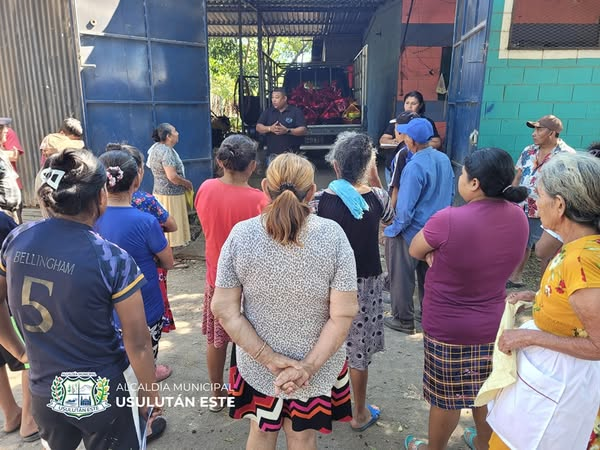 BELLINGHAM
5
ALCALDÍA MUNICIPAL
USULUTÁN ESTE